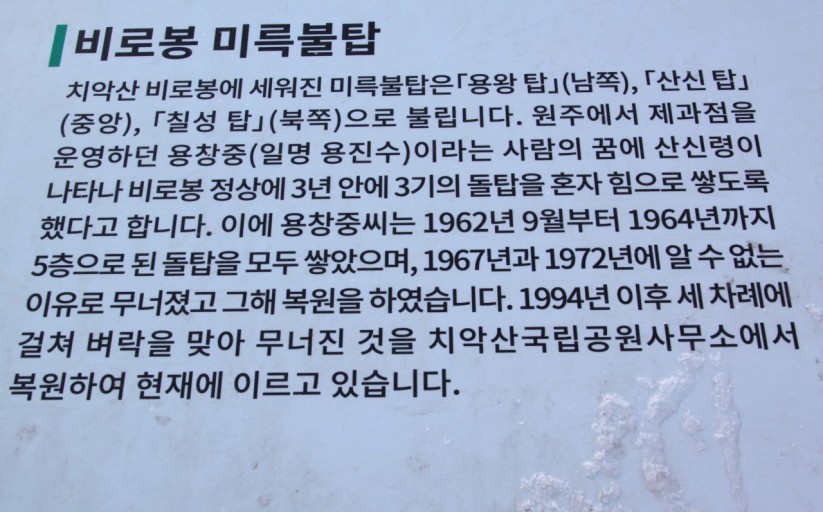 비로봉 미륵불탑
치악산 비로봉에 세워진 미륵불탑은「용왕 탑」(남쪽), 「산신 탑」
(중앙), 「칠성 탑」(북쪽)으로 불립니다. 원주에서 제과점을
운영하던 용창중(일명 용진수)이라는 사람의 꿈에 산신령이
나타나 비로봉 정상에 3년 안에 3기의 돌탑을 혼자 힘으로 쌓도록
했다고 합니다. 이에 용창중씨는 1962년 9월부터 1964년까지
5층으로 된 돌탑을 모두 쌓았으며, 1967년과 1972년에 알 수 없는
이유로 무너졌고 그해 복원을 하였습니다. 1994년 이후 세 차례에
걸쳐 벼락을 맞아 무너진 것을 치악산국립공원사무소에서
복원하여 현재에 이르고 있습니다.